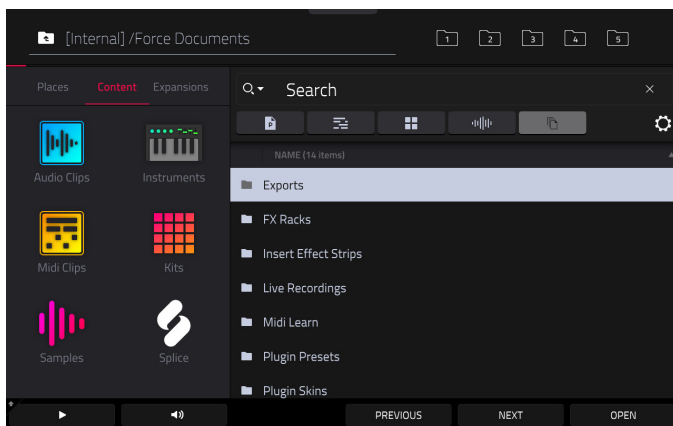 [Internal] /Force Documents
1 2 3 4 5
Places Content Expansions
Search
P
NAME (14 items)
Audio Clips Instruments
Exports
FX Racks
Insert Effect Strips
Midi Clips Kits
Live Recordings
Midi Learn
Samples Splice
Plugin Presets
Plugin Skins
PREVIOUS NEXT OPEN